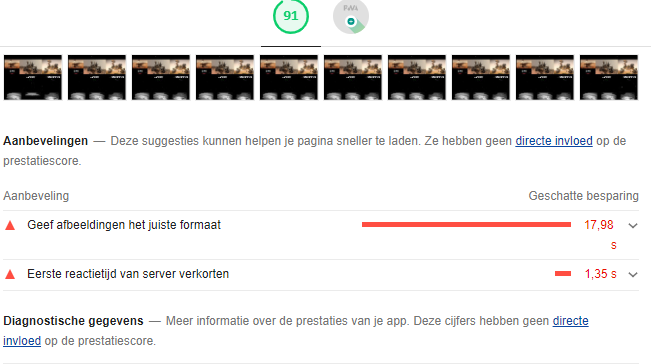 91
PWA
Aanbevelingen — Deze suggesties kunnen helpen je pagina sneller te laden. Ze hebben geen directe invloed op de
prestatiescore.
Aanbeveling Geschatte besparing
Geef afbeeldingen het juiste formaat 17,98
s
Eerste reactietijd van server verkorten 1,35 s
Diagnostische gegevens — Meer informatie over de prestaties van je app. Deze cijfers hebben geen directe
invloed op de prestatiescore.